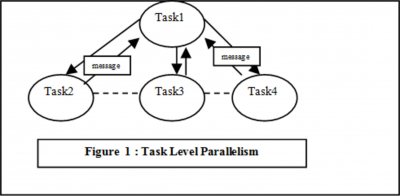 Task1
message
message
Task2
Task3
Task4
Figure 1 : Task Level Parallelism